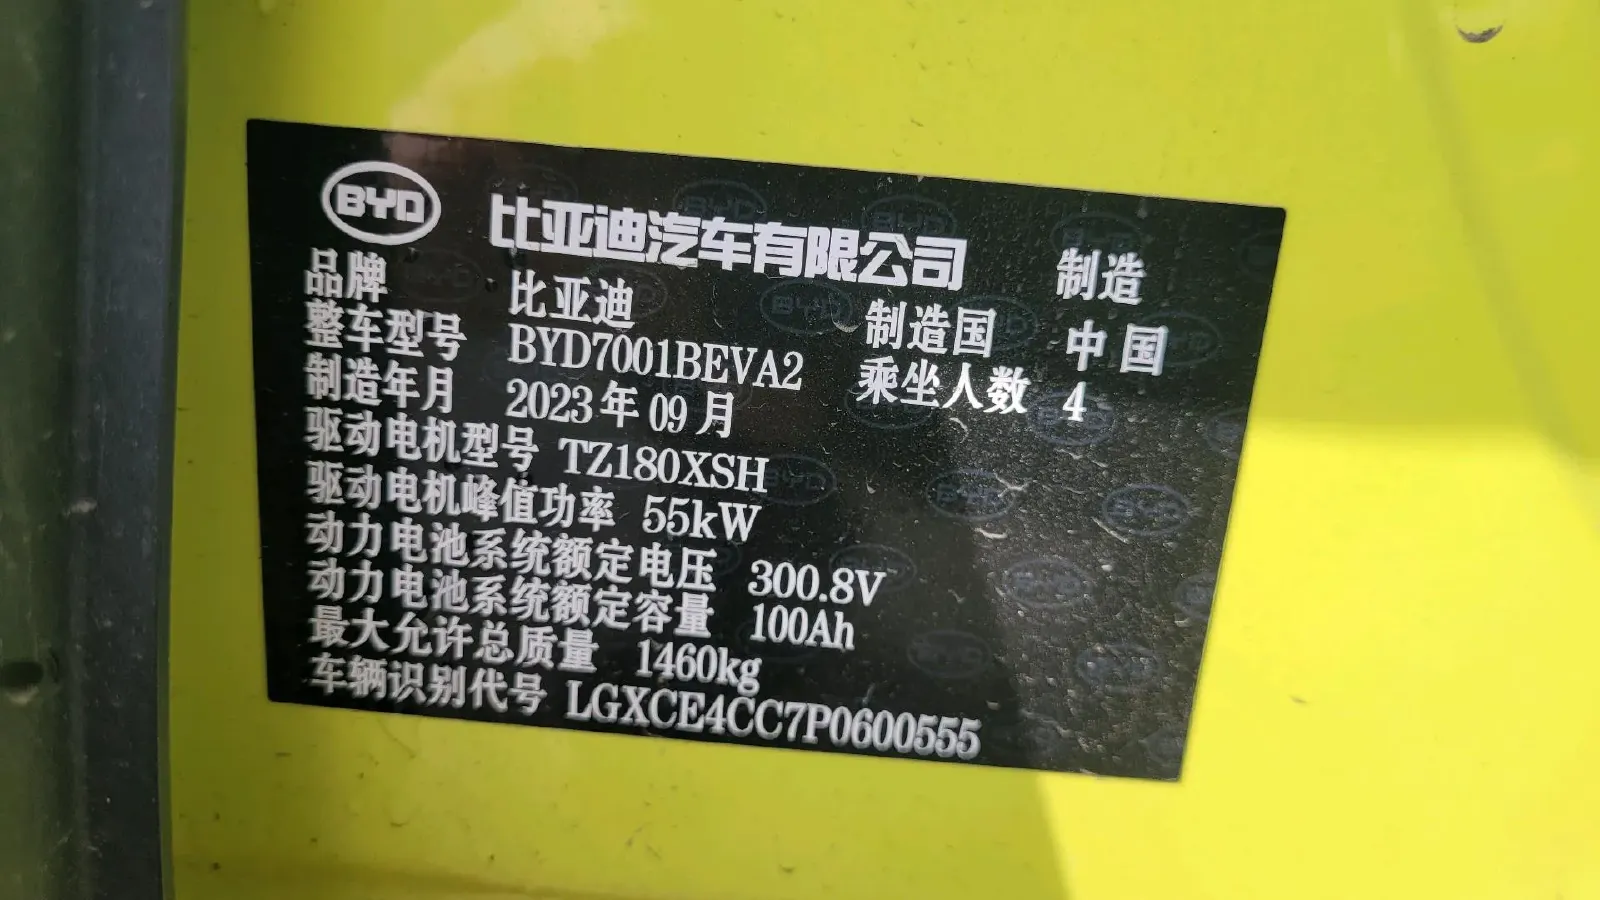 BYD 比亚迪汽车有限公司 制造
品牌 比亚迪 制造国 中国
整车型号 BYD7001BEVA2 乘坐人数 4
制造年月 2023年09月
驱动电机型号 TZ180XSH
驱动电机峰值功率 55kW
动力电池系统额定电压 300.8V
动力电池系统额定容量 100Ah
最大允许总质量 1460kg
车辆识别代号 LGXCE4CC7P0600555